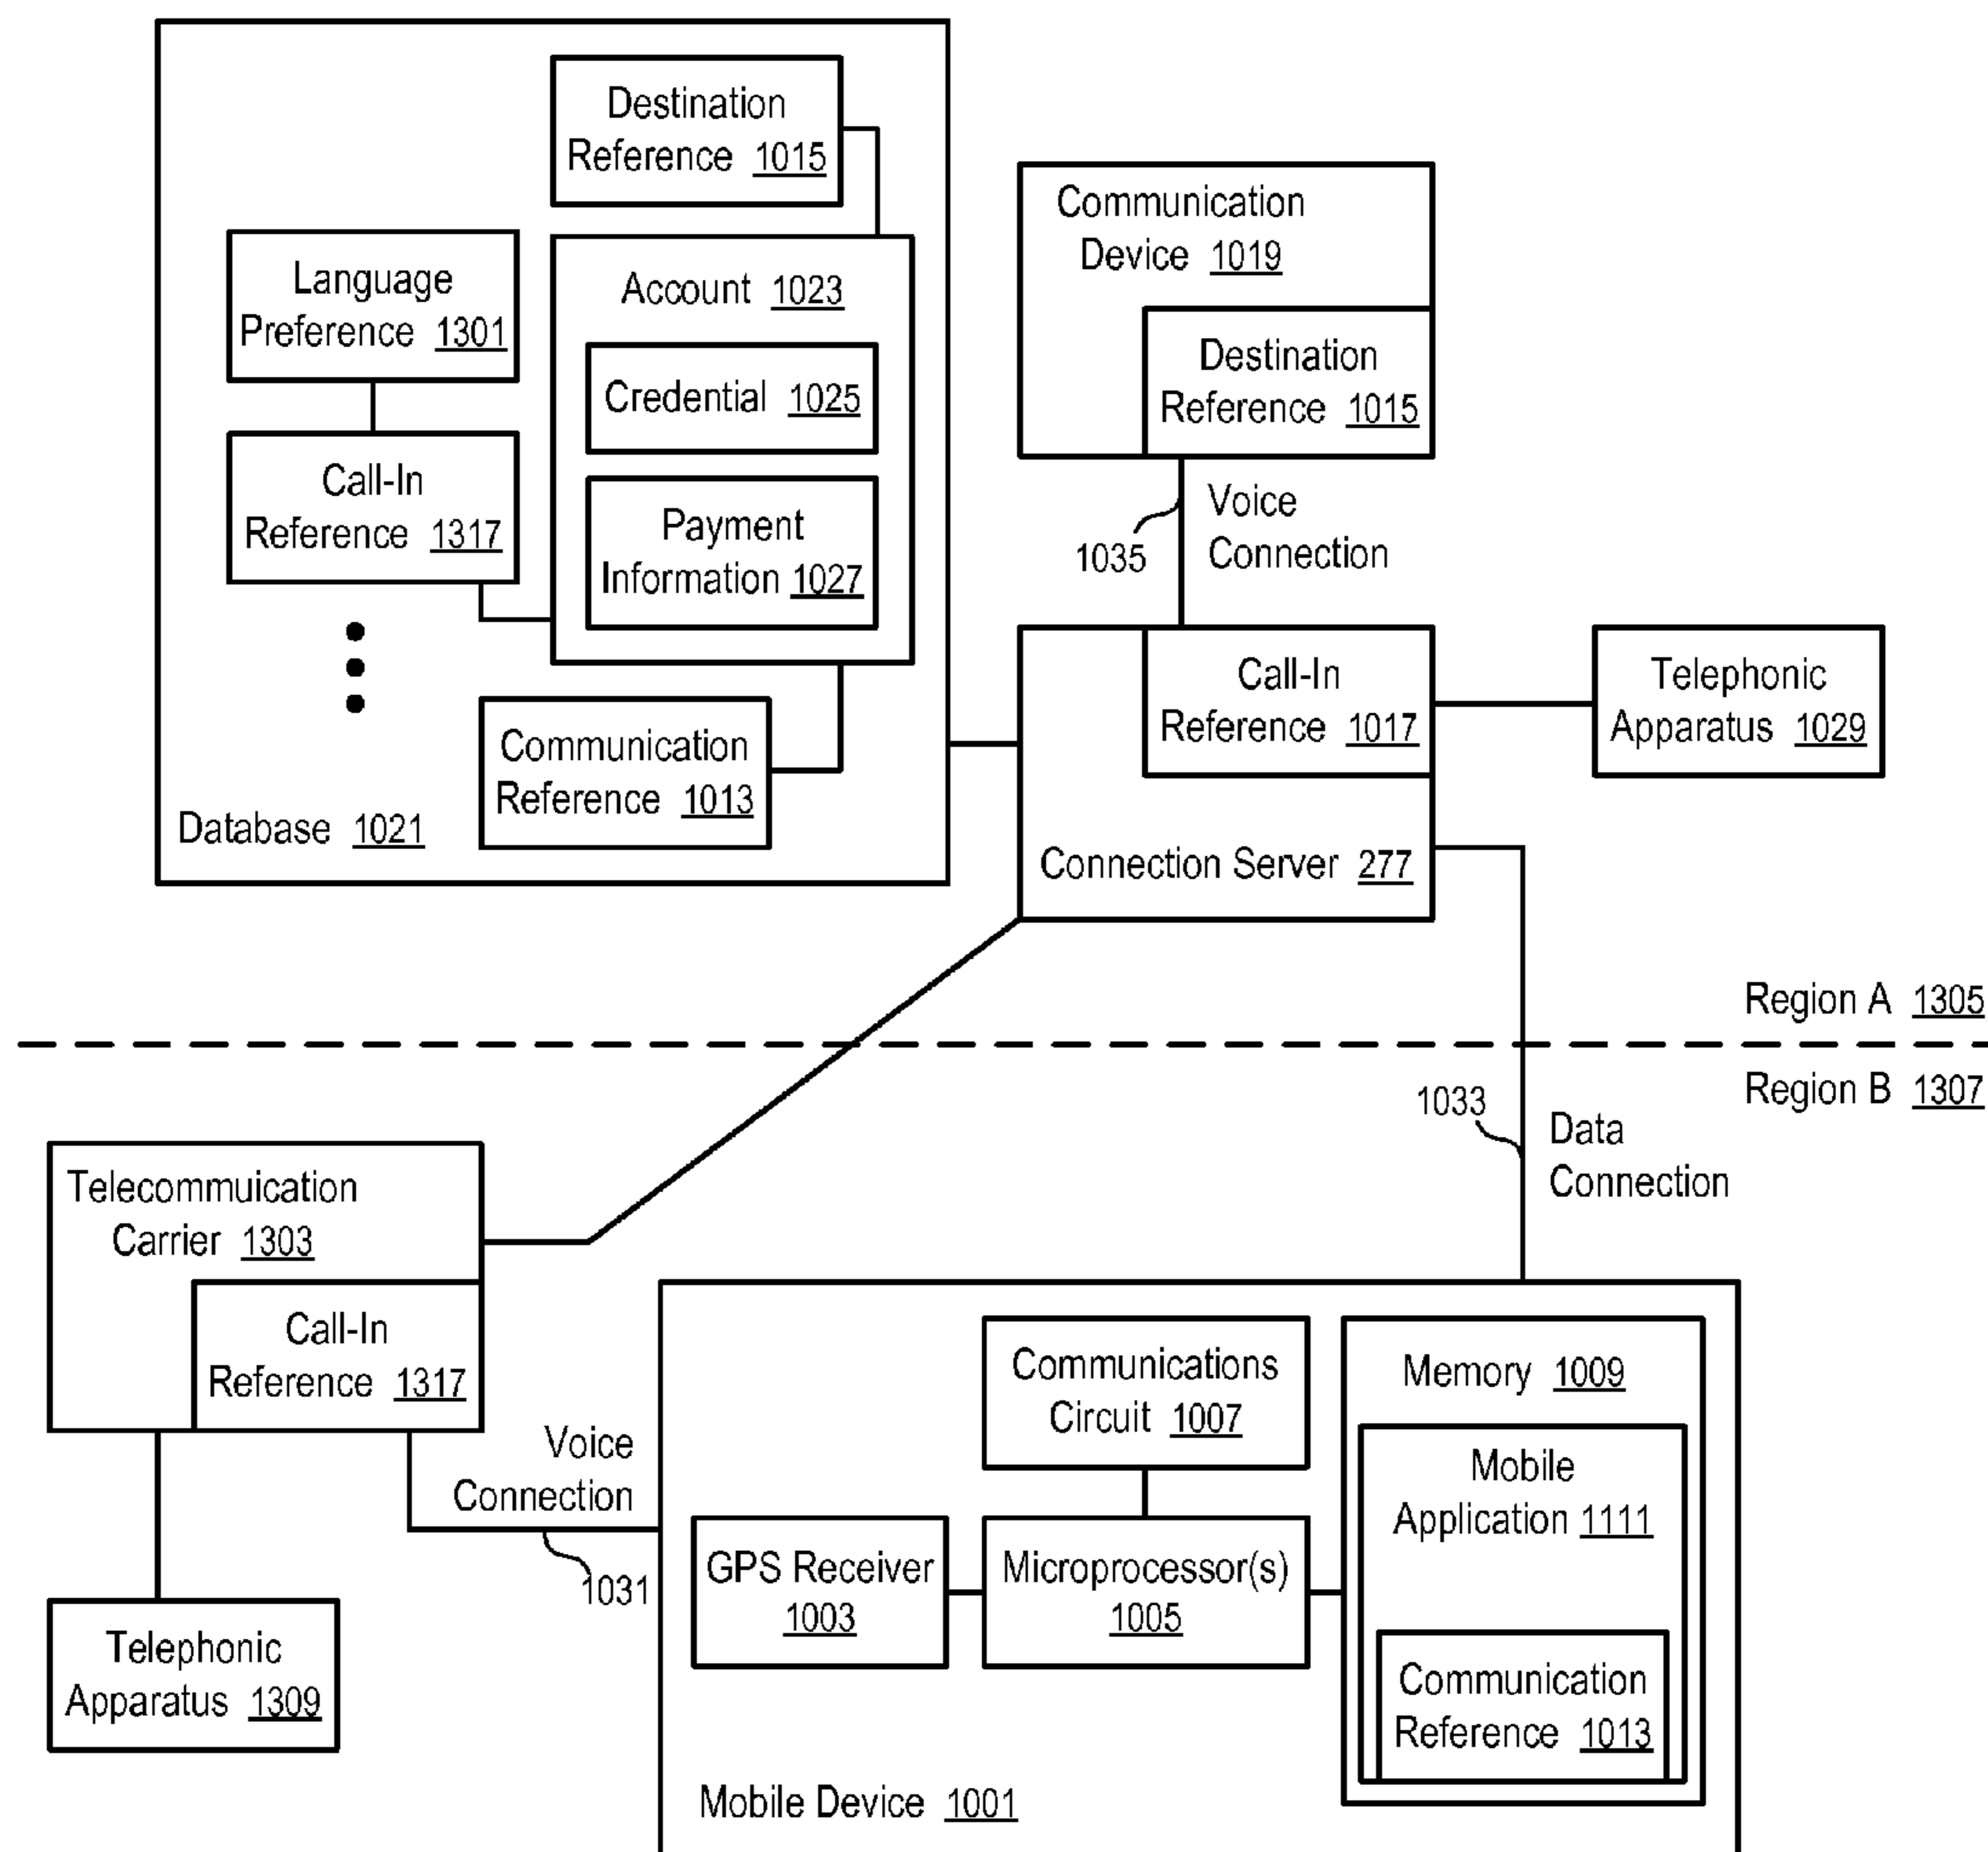 Destination
Reference 1015
Language
Preference 1301
Account 1023
Credential 1025
Call-In
Reference 1317
Payment
Information 1027
Communication
Reference 1013
Database 1021
Communication
Device 1019
Destination
Reference 1015
1035
Voice
Connection
Call-In
Reference 1017
Connection Server 277
Telephonic
Apparatus 1029
Region A 1305
Region B 1307
1033
Data
Connection
Telecommuication
Carrier 1303
Call-In
Reference 1317
Voice
Connection
1031
Telephonic
Apparatus 1309
Communications
Circuit 1007
GPS Receiver
1003
Microprocessor(s)
1005
Memory 1009
Mobile
Application 1111
Communication
Reference 1013
Mobile Device 1001